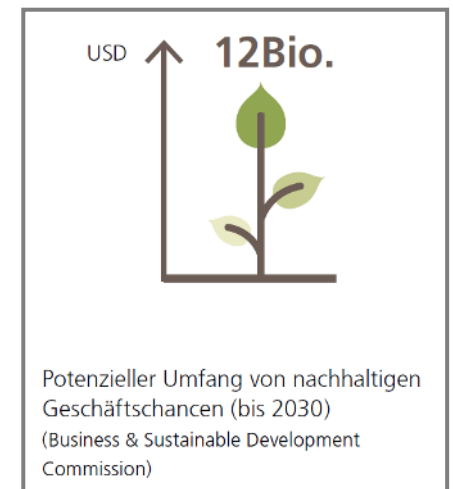 USD 12Bio.
Potenzieller Umfang von nachhaltigen
Geschäftschancen (bis 2030)
(Business & Sustainable Development
Commission)